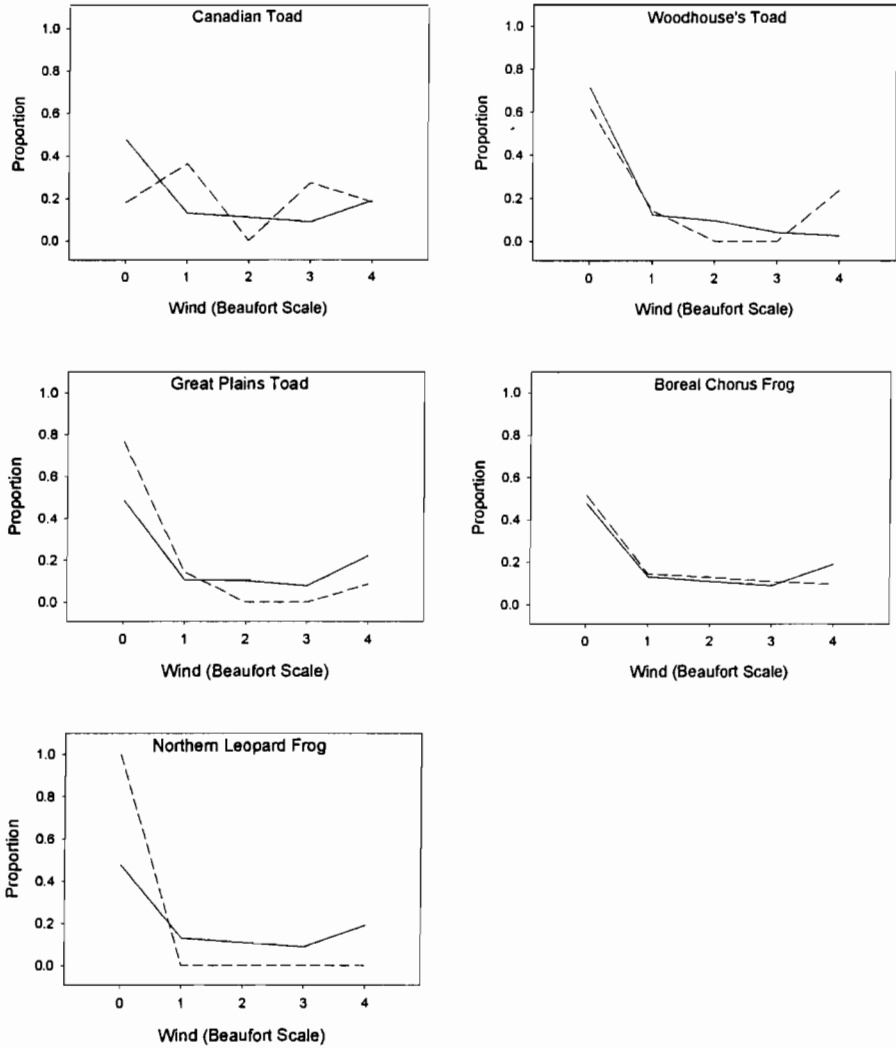 Canadian Toad
1.0
0.8
0.6
0.4
0.2
0.0
Proportion
0 1 2 3 4
Wind (Beaufort Scale)
Woodhouse's Toad
1.0
0.8
0.6
0.4
0.2
0.0
Proportion
0 1 2 3 4
Wind (Beaufort Scale)
Great Plains Toad
1.0
0.8
0.6
0.4
0.2
0.0
Proportion
0 1 2 3 4
Wind (Beaufort Scale)
Boreal Chorus Frog
1.0
0.8
0.6
0.4
0.2
0.0
Proportion
0 1 2 3 4
Wind (Beaufort Scale)
Northern Leopard Frog
1.0
0.8
0.6
0.4
0.2
0.0
Proportion
0 1 2 3 4
Wind (Beaufort Scale)